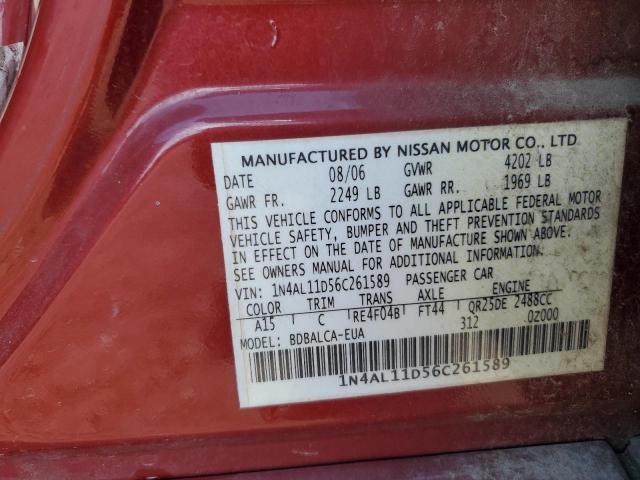 MANUFACTURED BY NISSAN MOTOR CO., LTD
DATE 08/06 GVWR 4202 LB
GAWR FR. 2249 LB GAWR RR. 1969 LB
THIS VEHICLE CONFORMS TO ALL APPLICABLE FEDERAL MOTOR
VEHICLE SAFETY, BUMPER AND THEFT PREVENTION STANDARDS
IN EFFECT ON THE DATE OF MANUFACTURE SHOWN ABOVE.
SEE OWNERS MANUAL FOR ADDITIONAL INFORMATION.
VIN: 1N4AL11D56C261589 PASSENGER CAR
COLOR TRIM TRANS AXLE ENGINE
A15 C RE4F04B FT44 QR25DE 2488CC
MODEL: BDBALCA-EUA 312 0Z000
1N4AL11D56C261589